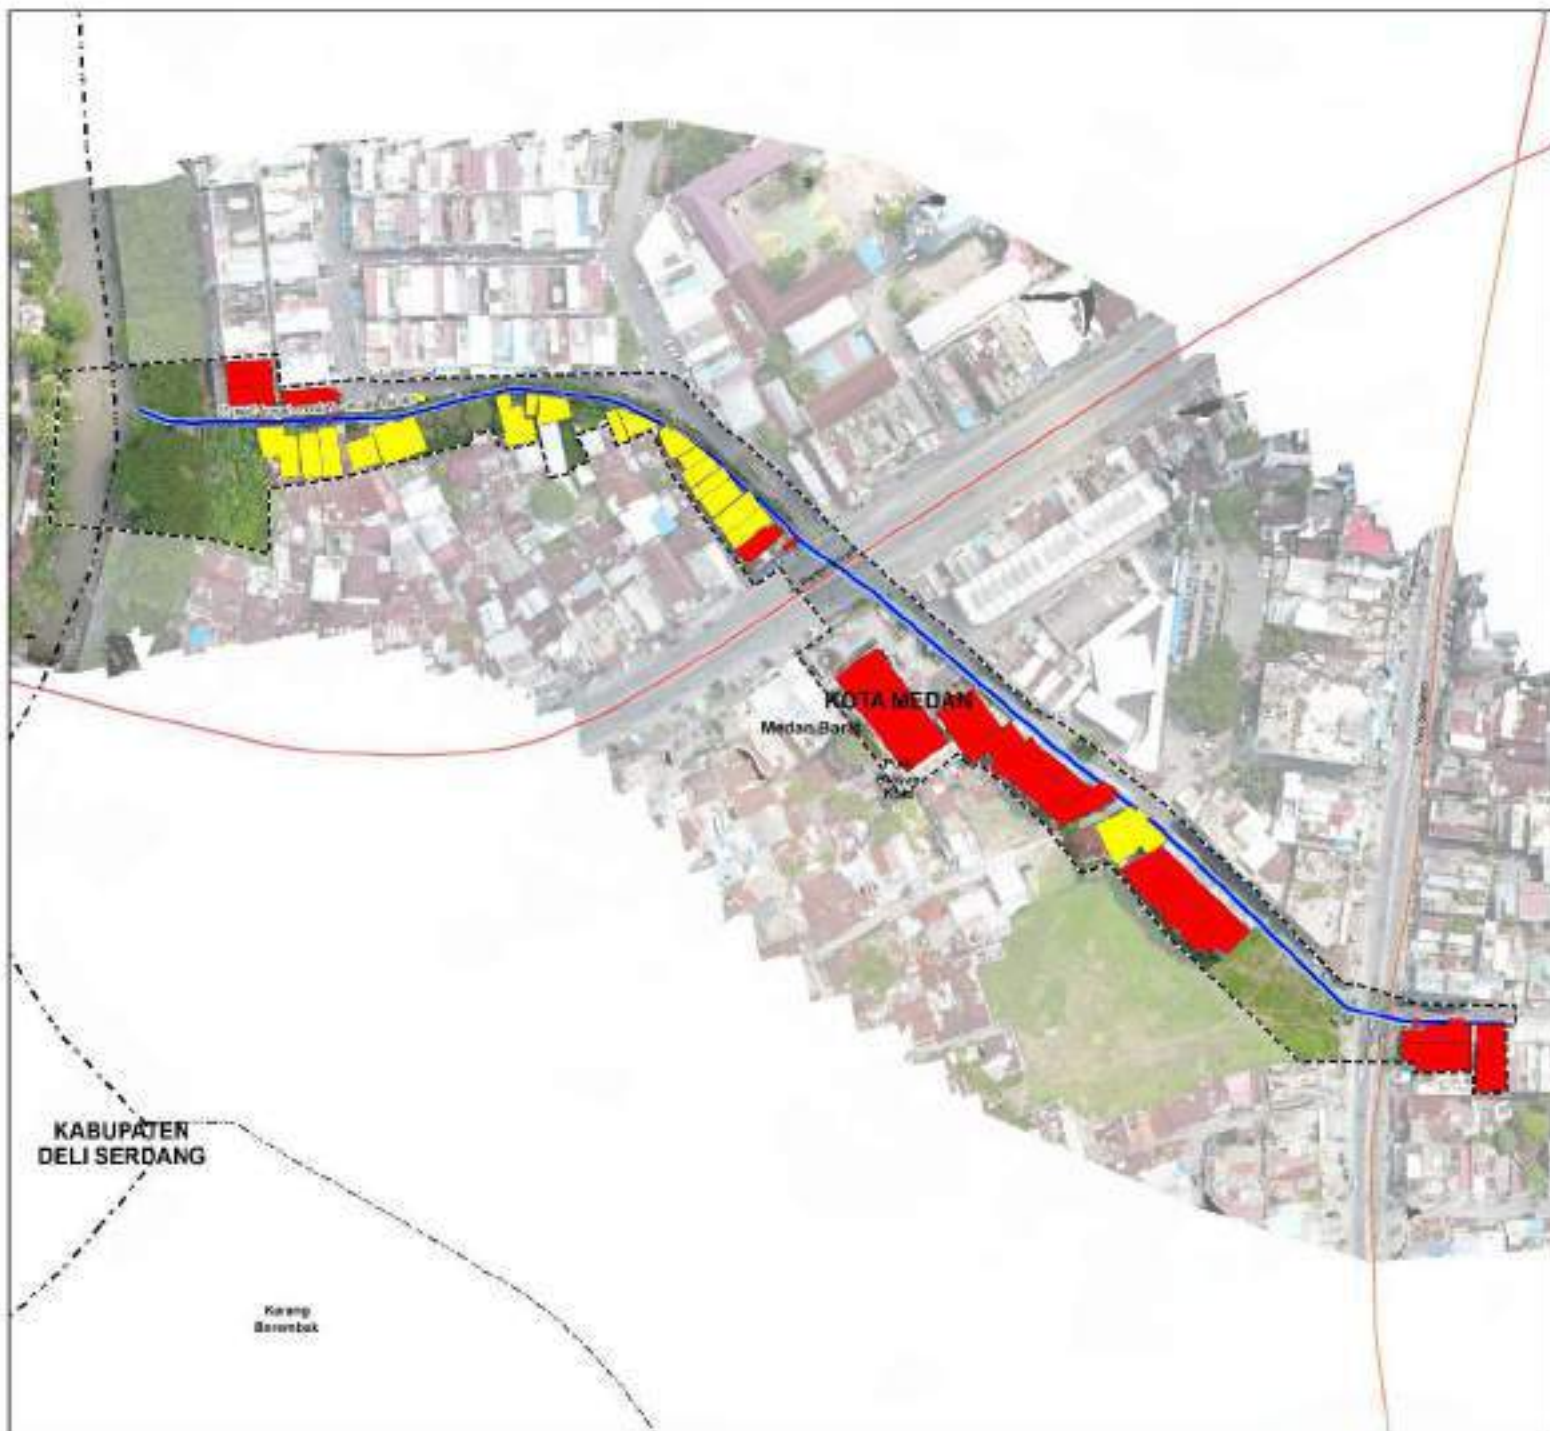 KOTA MEDAN
Medan Barat
KABUPATEN
DELI SERDANG
Karang
Berombak